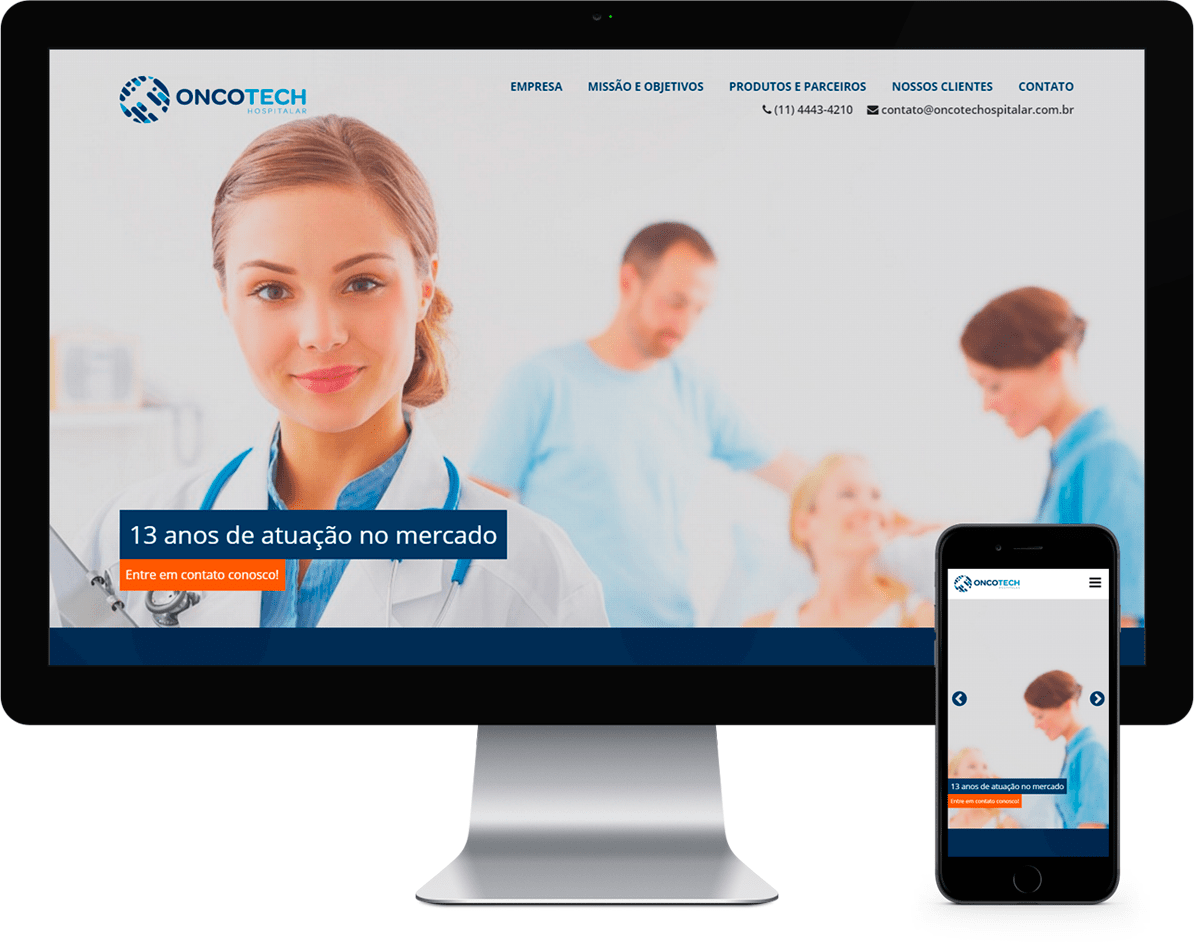 ONCOTECH
HOSPITALAR
EMPRESA MISSÃO E OBJETIVOS PRODUTOS E PARCEIROS NOSSOS CLIENTES CONTATO
(11) 4443-4210 contato@oncotechospitalar.com.br
13 anos de atuação no mercado
Entre em contato conosco!
ONCOTECH
HOSPITALAR
13 anos de atuação no mercado
Entre em contato conosco!